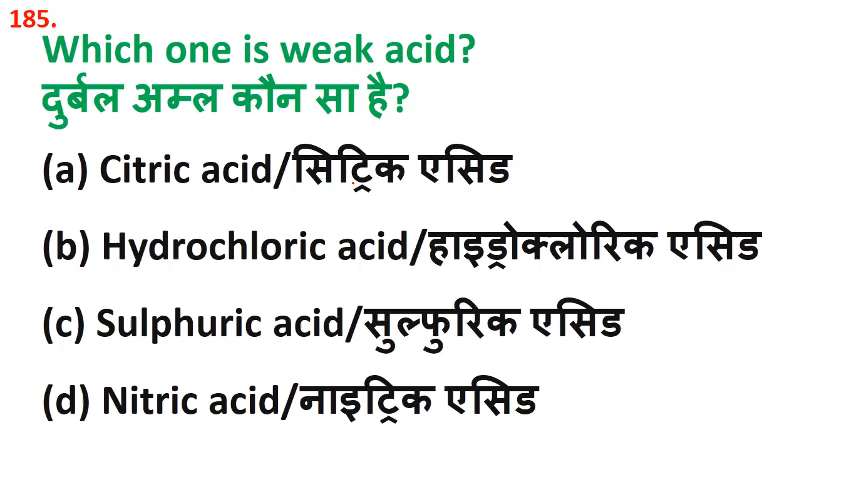 185.
Which one is weak acid?
दुर्बल अम्ल कौन सा है?
(a) Citric acid/सिट्रिक एसिड
(b) Hydrochloric acid/हाइड्रोक्लोरिक एसिड
(c) Sulphuric acid/सुल्फुरिक एसिड
(d) Nitric acid/नाइट्रिक एसिड